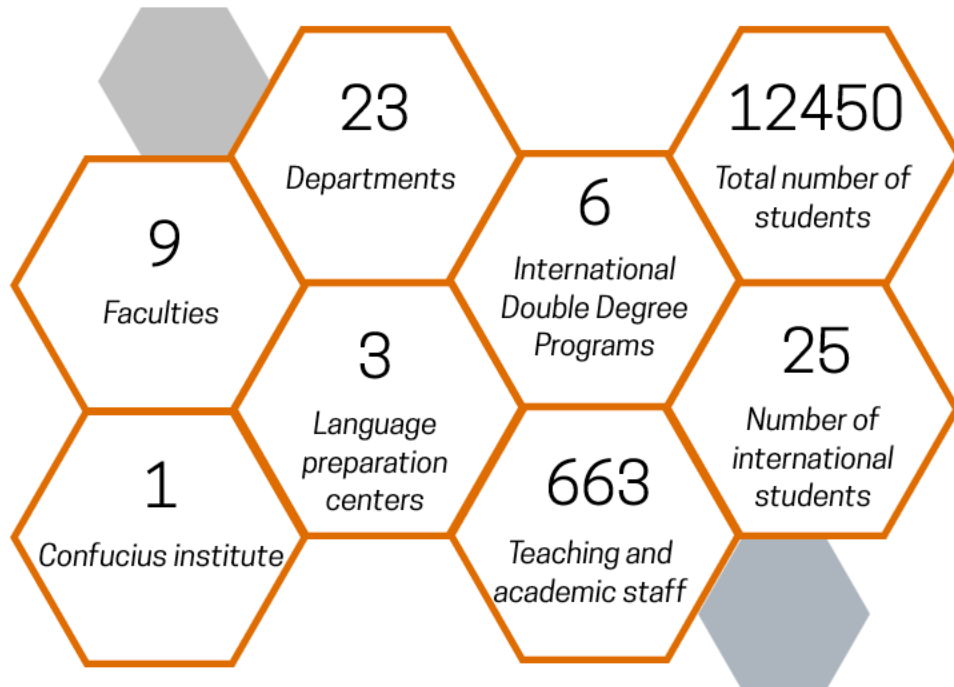 23
Departments
12450
Total number of
students
9
Faculties
6
International
Double Degree
Programs
3
Language
preparation
centers
25
Number of
international
students
1
Confucius institute
663
Teaching and
academic staff